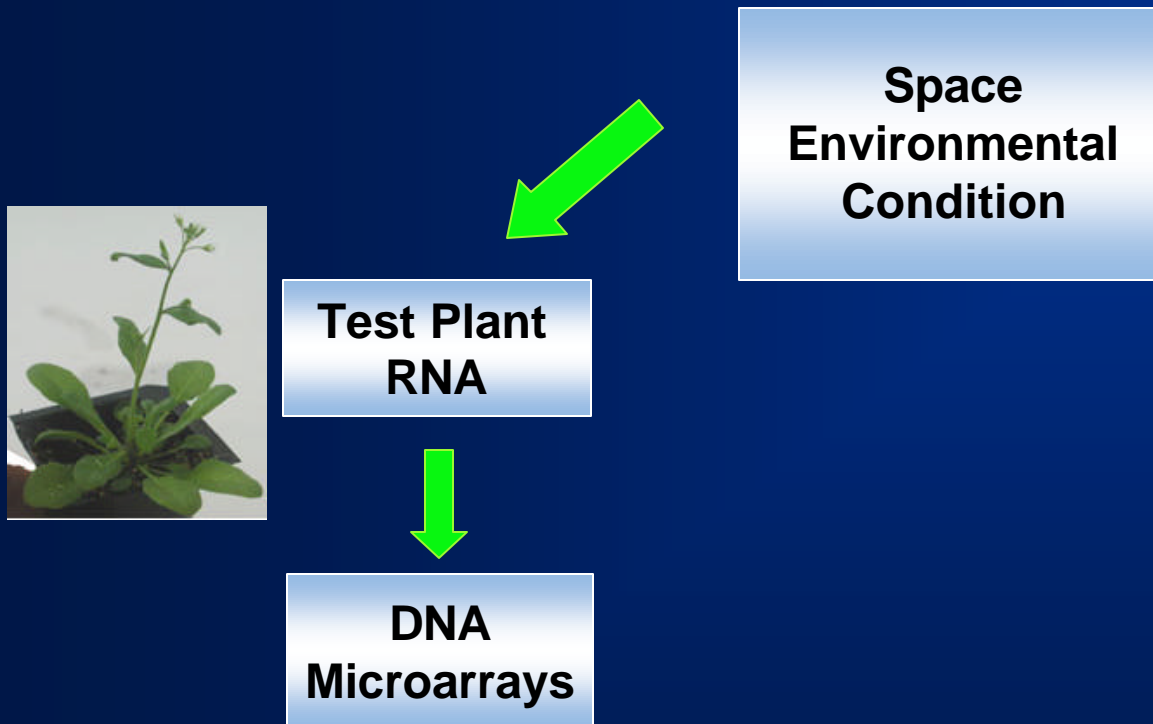 Space
Environmental
Condition
Test Plant
RNA
DNA
Microarrays